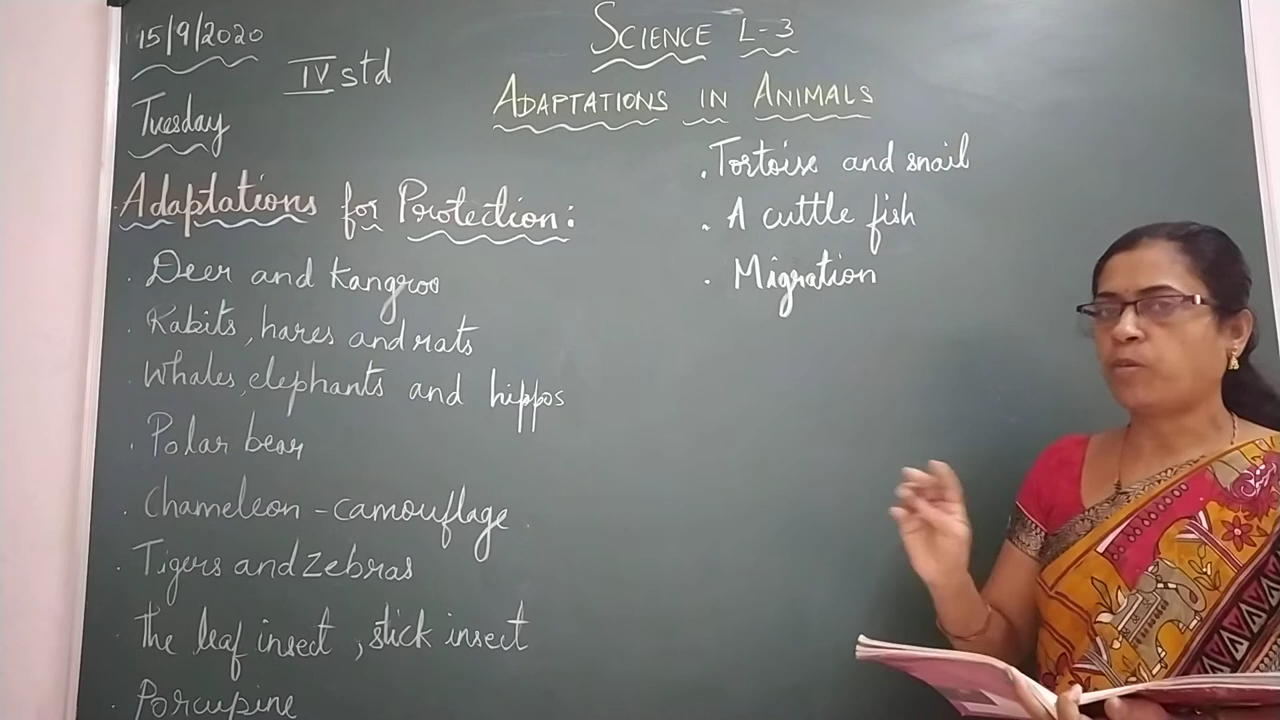 15/9/2020
IV std
Tuesday
SCIENCE L-3
ADAPTATIONS IN ANIMALS
Adaptations for Protection:
. Deer and kangroo
. Rabits, hares and rats
. Whales, elephants and hippos
. Polar bear
. Chameleon - camouflage
. Tigers and zebras
. the leaf insect, stick insect
. Porcupine
. Tortoise and snail
. A cuttle fish
. Migration